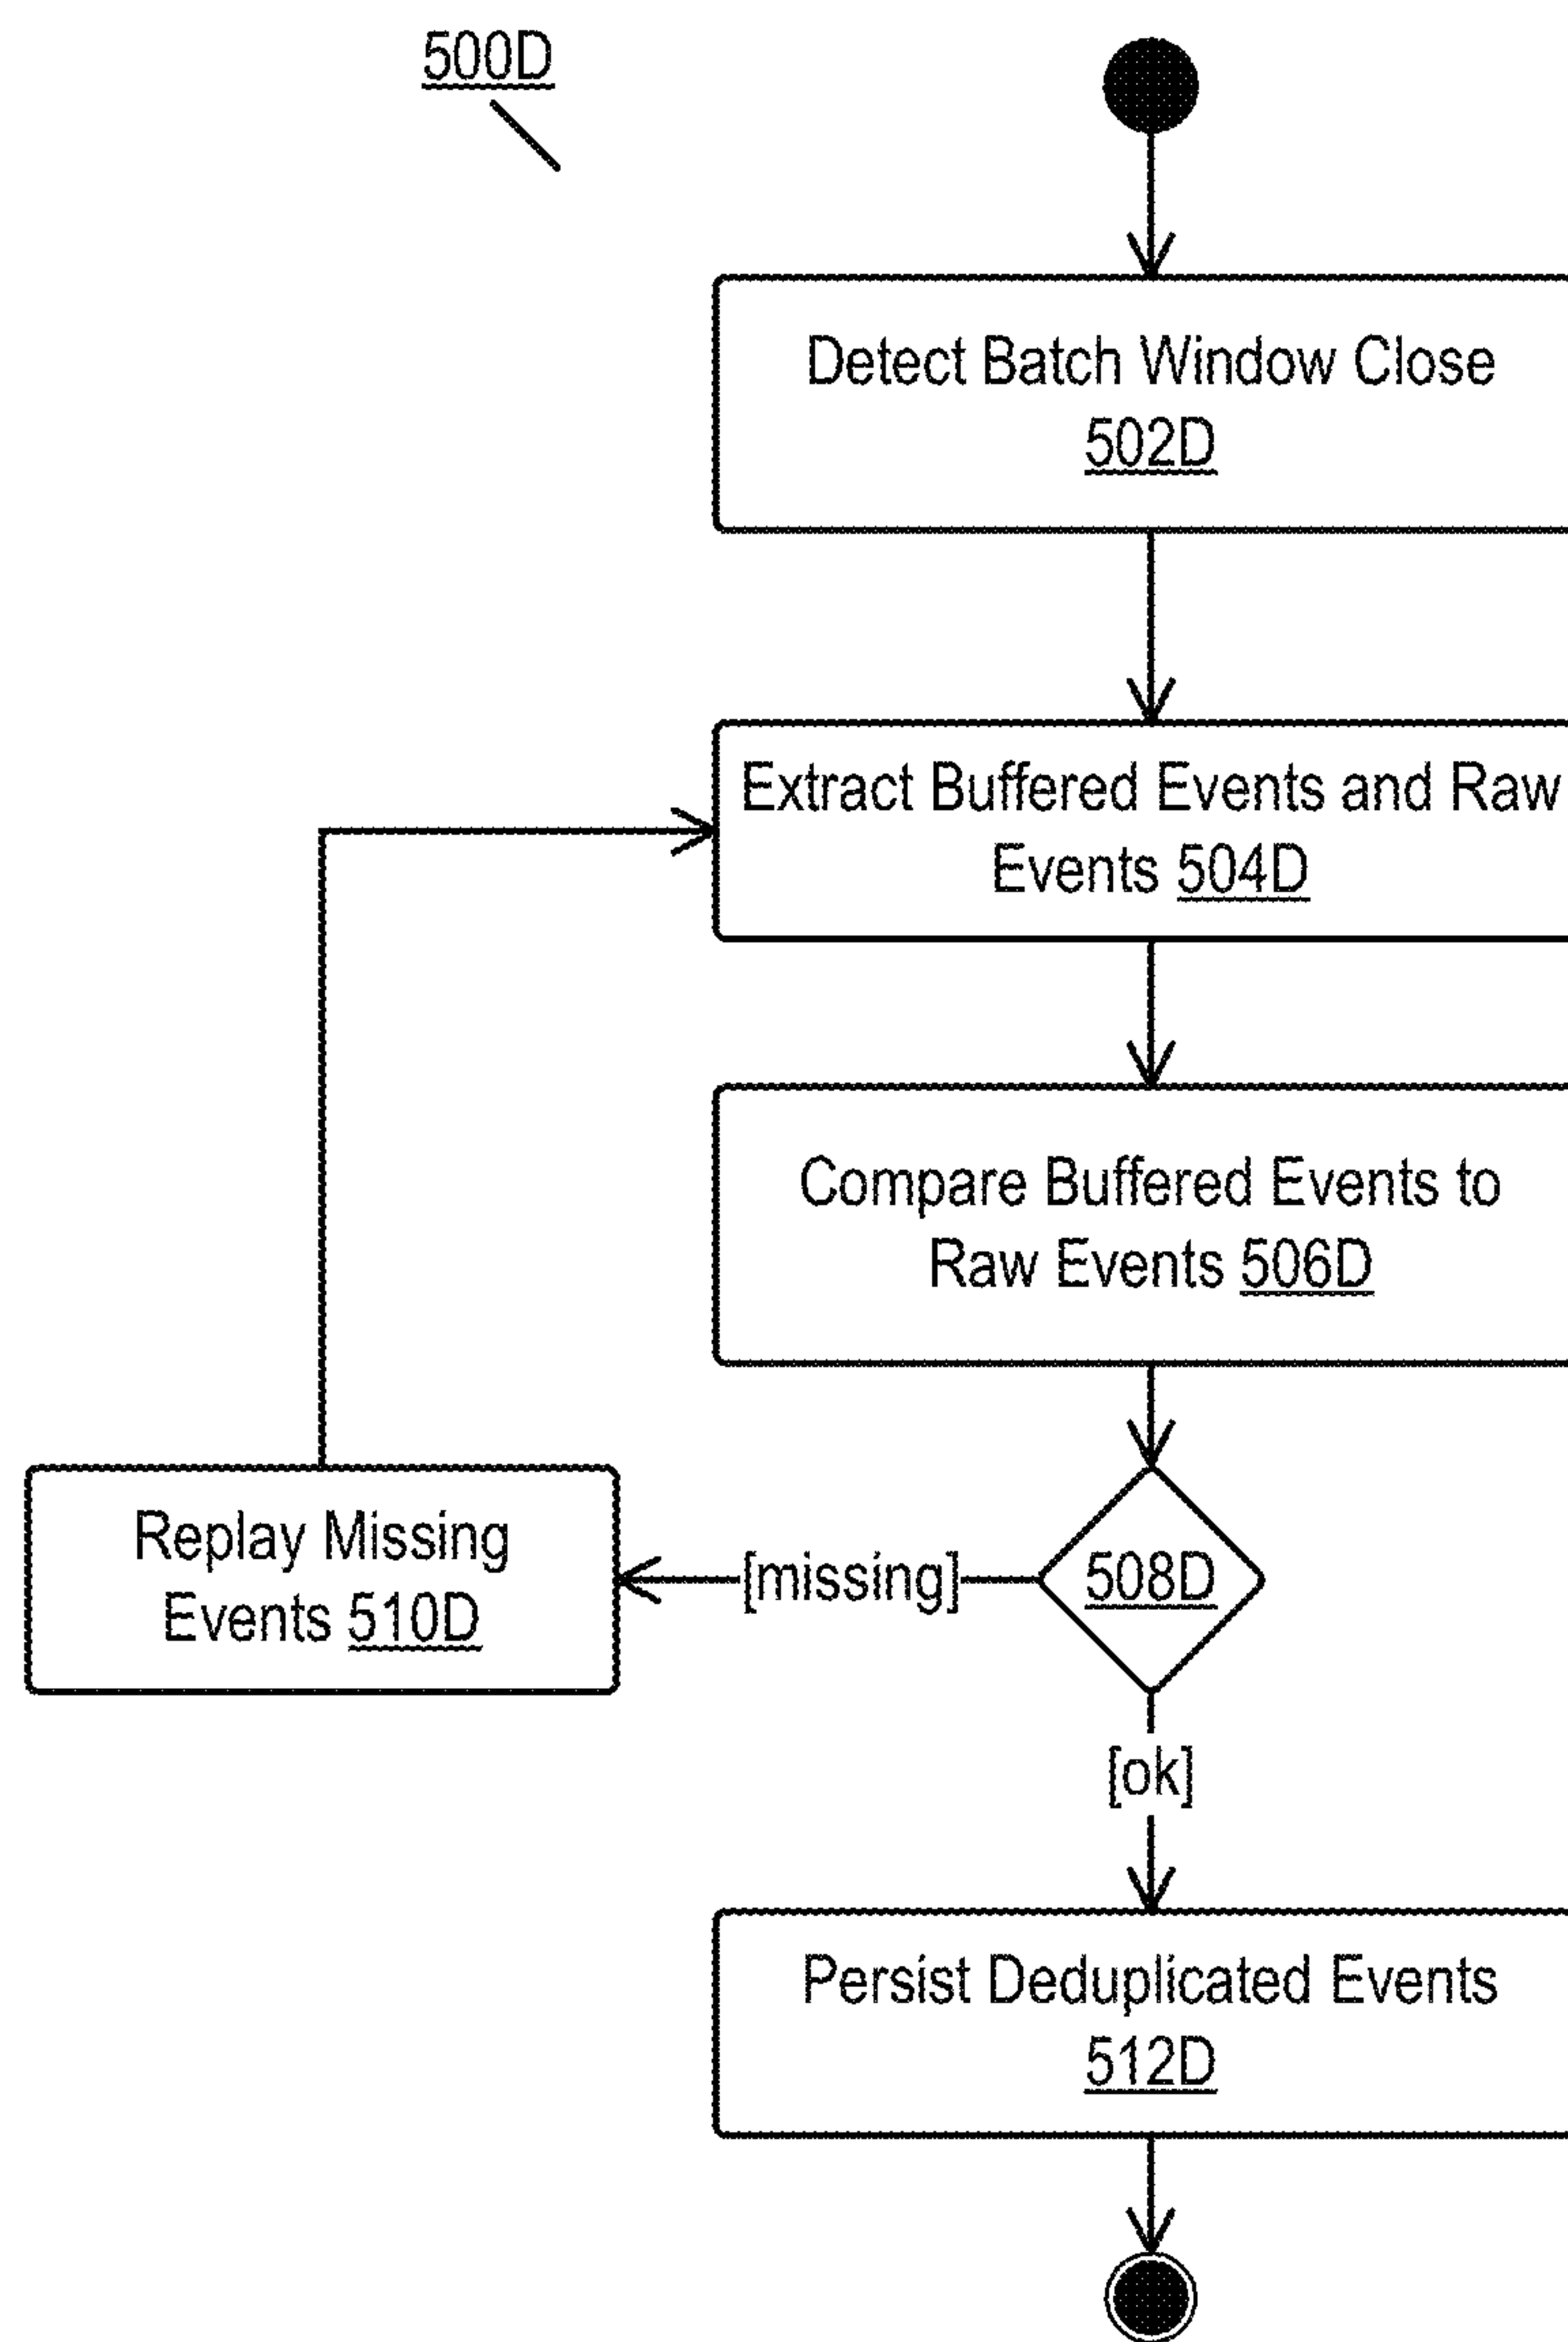 500D
Detect Batch Window Close
502D
Extract Buffered Events and Raw
Events 504D
Compare Buffered Events to
Raw Events 506D
Replay Missing
Events 510D
[missing]
508D
[ok]
Persist Deduplicated Events
512D